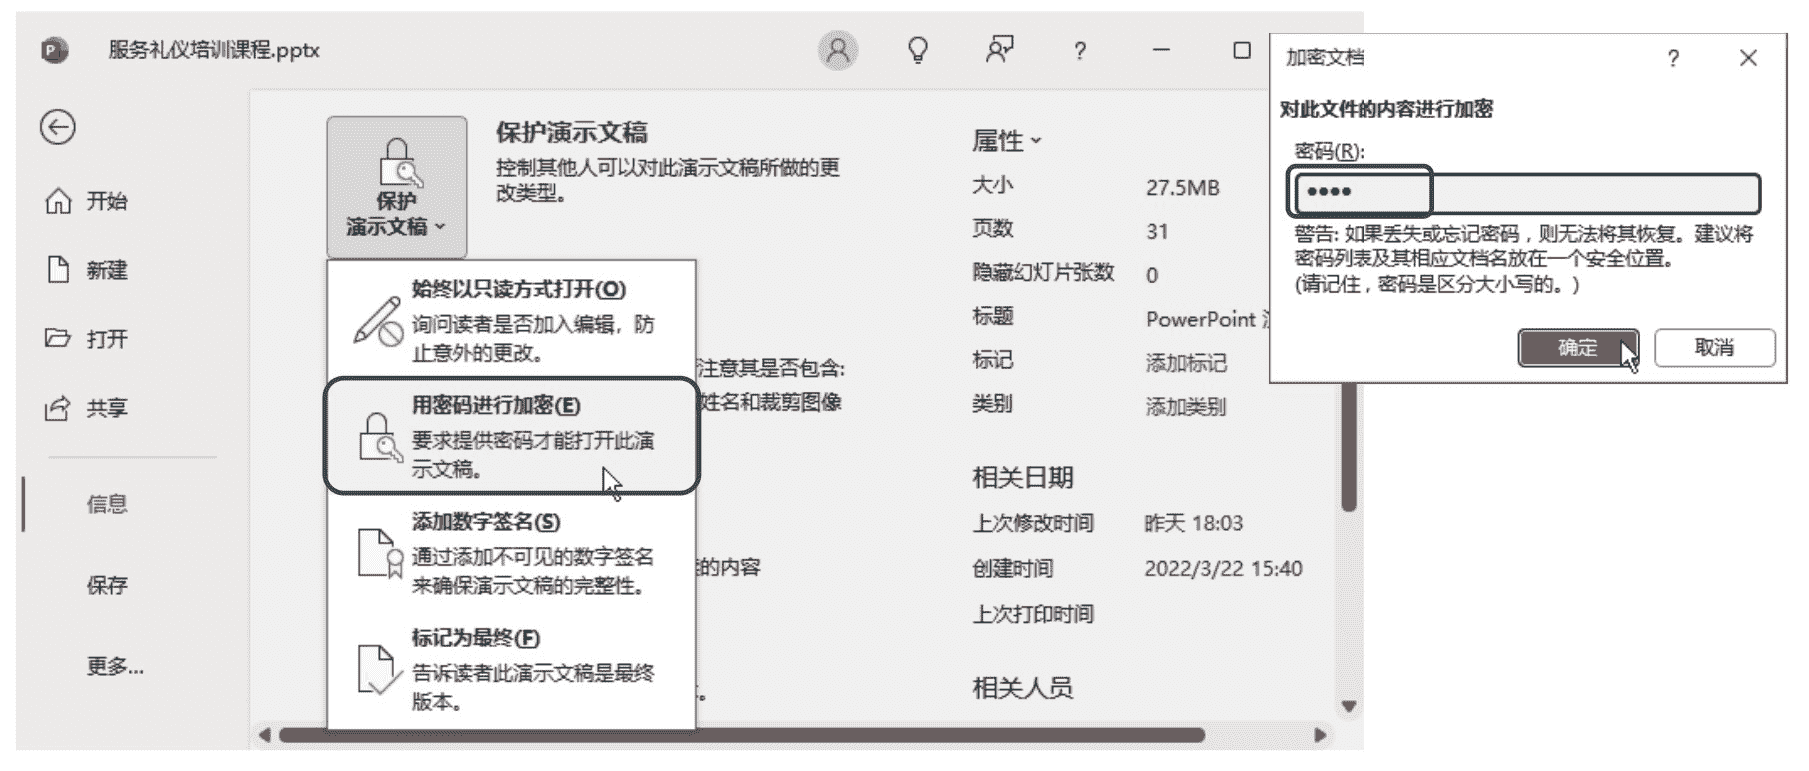 服务礼仪培训课程.pptx
?
开始
新建
打开
共享
信息
保存
更多...
保护
演示文稿
保护演示文稿
控制其他人可以对此演示文稿所做的更
改类型。
始终以只读方式打开(O)
询问读者是否加入编辑，防
止意外的更改。
用密码进行加密(E)
要求提供密码才能打开此演
示文稿。
添加数字签名(S)
通过添加不可见的数字签名
来确保演示文稿的完整性。
标记为最终(F)
告诉读者此演示文稿是最终
版本。
注意其是否包含:
姓名和裁剪图像
的内容
属性
大小 27.5MB
页数 31
隐藏幻灯片张数 0
标题 PowerPoint
标记 添加标记
类别 添加类别
相关日期
上次修改时间 昨天 18:03
创建时间 2022/3/22 15:40
上次打印时间
相关人员
加密文档 ?
对此文件的内容进行加密
密码(R):
••••
警告: 如果丢失或忘记密码，则无法将其恢复。建议将
密码列表及其相应文档名放在一个安全位置。
(请记住，密码是区分大小写的。)
确定 取消